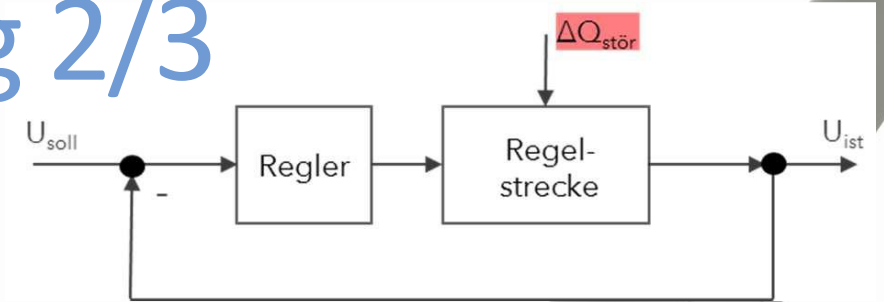 g 2/3
ΔQstör
Usoll
Uist
Regler
Regel-
strecke
-